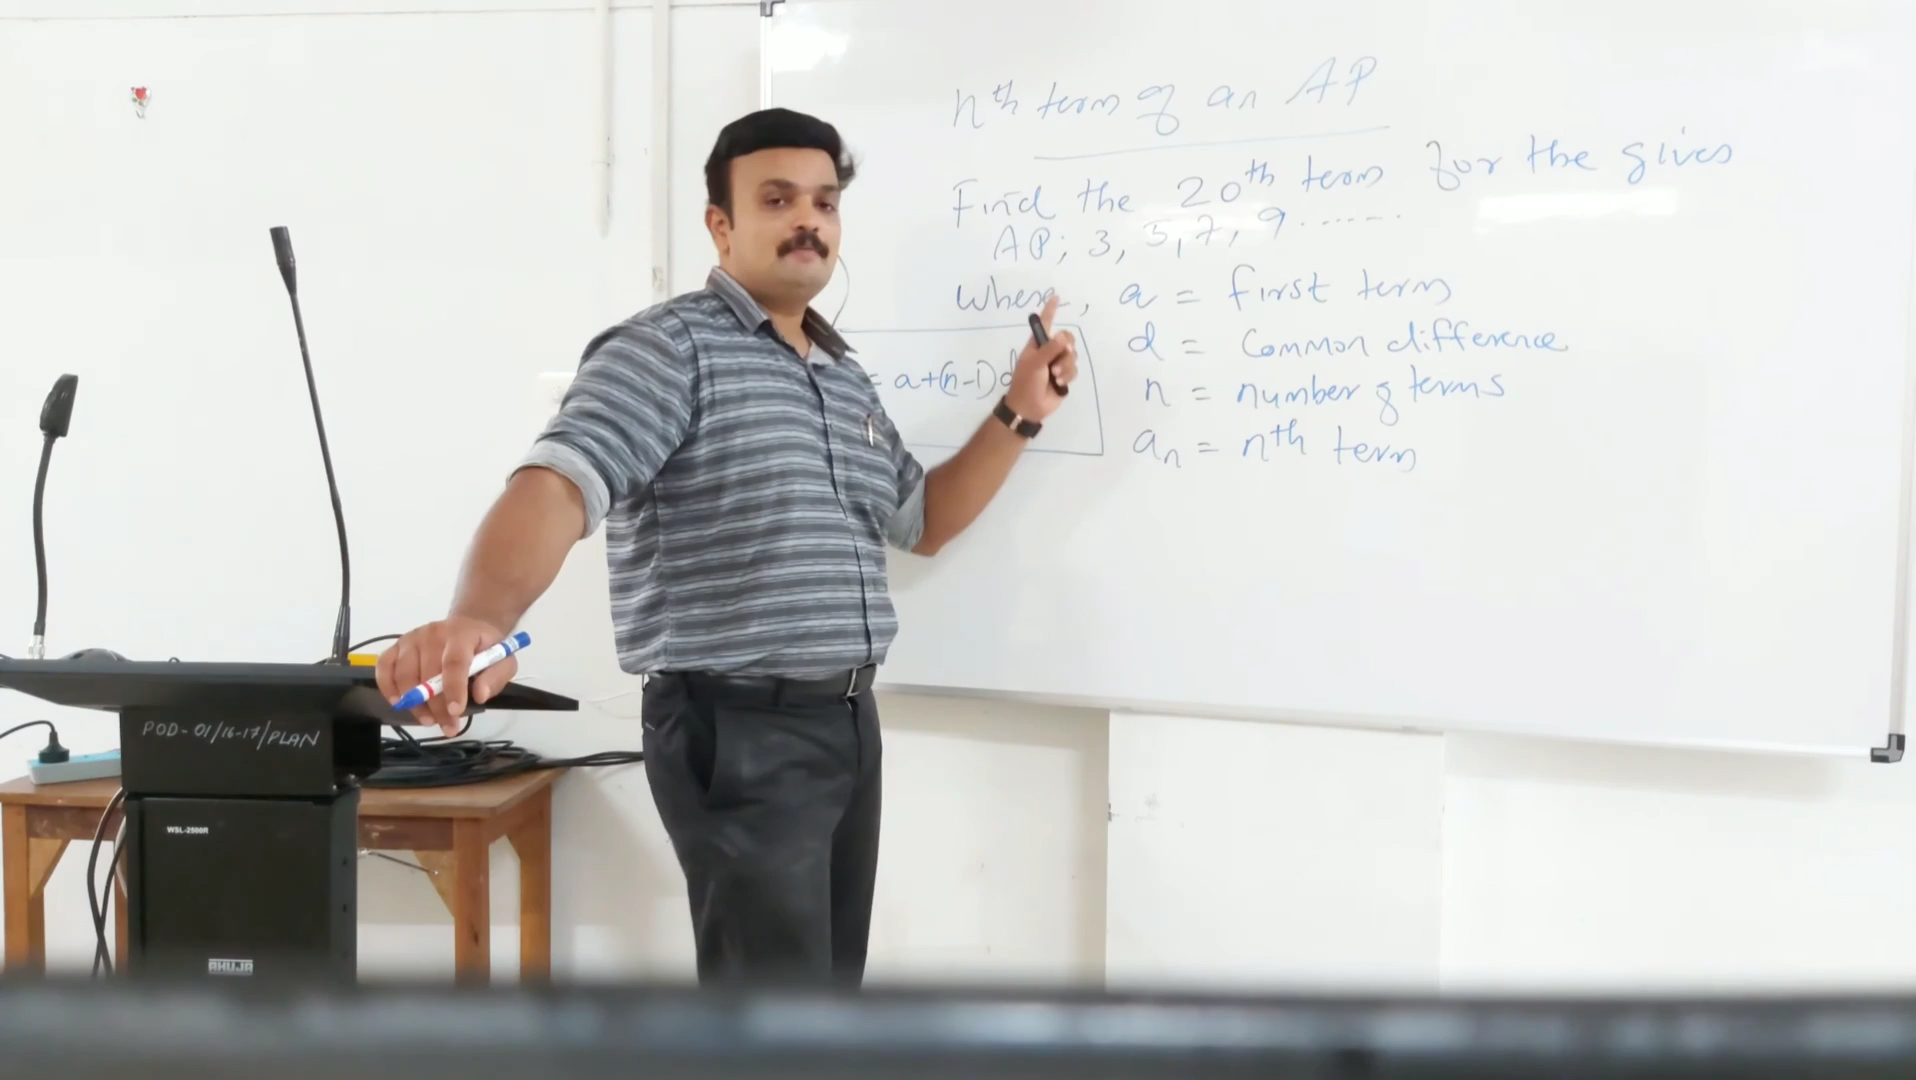 nth term of an AP
Find the 20th term for the given
AP; 3, 5, 7, 9.......
Where, a = first term
= a+(n-1)d
d = Common difference
n = number of terms
an = nth term
POD-01/16-17/PLAN
WSL-2500R
AHUJA